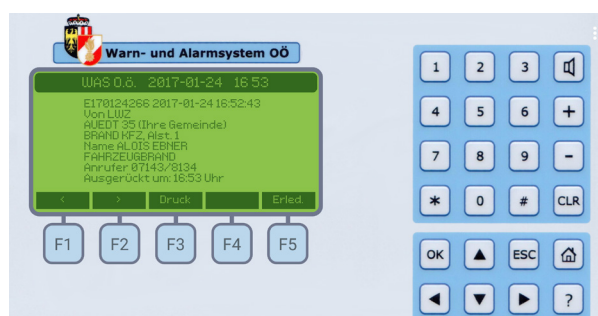 Warn- und Alarmsystem OÖ
WAS O.ö. 2017-01-24 16:53
E170124266 2017-01-24 16:52:43
Von LWZ
AUEDT 35 (Ihre Gemeinde)
BRAND KFZ, Alst. 1
Name ALOIS EBNER
FAHRZEUGBRAND
Anrufer 07143/8134
Ausgerückt um: 16:53 Uhr
< > Druck Erled.
F1 F2 F3 F4 F5
1 2 3
4 5 6 +
7 8 9 -
* 0 # CLR
OK ▲ ESC
◀ ▼ ▶ ?